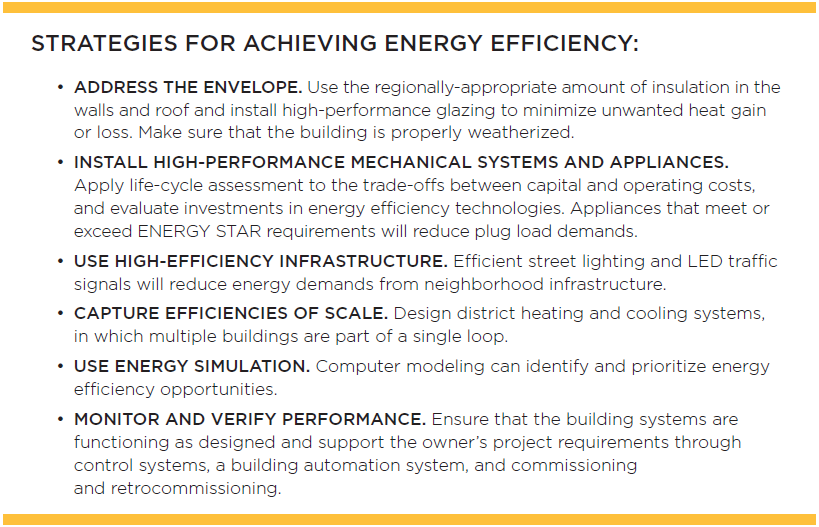 STRATEGIES FOR ACHIEVING ENERGY EFFICIENCY:
• ADDRESS THE ENVELOPE. Use the regionally-appropriate amount of insulation in the
walls and roof and install high-performance glazing to minimize unwanted heat gain
or loss. Make sure that the building is properly weatherized.
• INSTALL HIGH-PERFORMANCE MECHANICAL SYSTEMS AND APPLIANCES.
Apply life-cycle assessment to the trade-offs between capital and operating costs,
and evaluate investments in energy efficiency technologies. Appliances that meet or
exceed ENERGY STAR requirements will reduce plug load demands.
• USE HIGH-EFFICIENCY INFRASTRUCTURE. Efficient street lighting and LED traffic
signals will reduce energy demands from neighborhood infrastructure.
• CAPTURE EFFICIENCIES OF SCALE. Design district heating and cooling systems,
in which multiple buildings are part of a single loop.
• USE ENERGY SIMULATION. Computer modeling can identify and prioritize energy
efficiency opportunities.
• MONITOR AND VERIFY PERFORMANCE. Ensure that the building systems are
functioning as designed and support the owner’s project requirements through
control systems, a building automation system, and commissioning
and retrocommissioning.